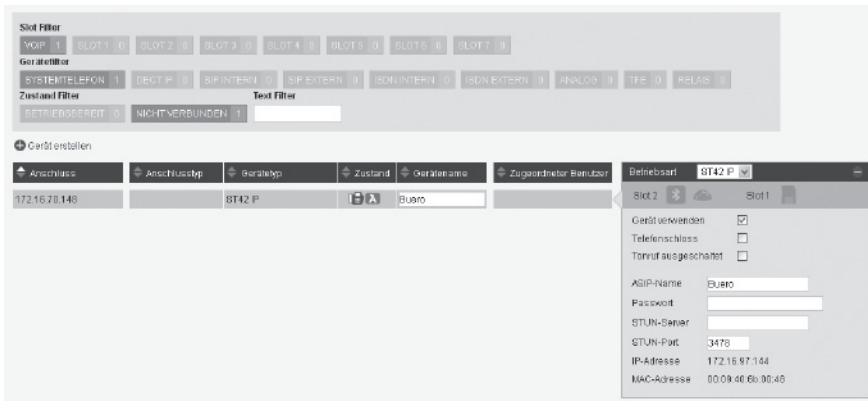 Slot Filter
VOIP 1 SLOT 1 0 SLOT 2 0 SLOT 3 0 SLOT 4 0 SLOT 5 0 SLOT 6 0 SLOT 7 0
Gerätefilter
SYSTEMTELEFON 1 DECT IP 0 SIP INTERN 0 SIP EXTERN 0 ISDN INTERN 0 ISDN EXTERN 0 ANALOG 0 TFE 0 RELAIS 0
Zustand Filter Text Filter
BETRIEBSBEREIT 0 NICHT VERBUNDEN 1
Gerät erstellen
Anschluss Anschlusstyp Gerätetyp Zustand Gerätename Zugeordneter Benutzer Betriebsart ST42 IP
172.16.70.148 ST42 IP Buero
Slot 2 Slot 1
Gerät verwenden
Telefonschloss
Tonruf ausgeschaltet
ASIP-Name Buero
Passwort
STUN-Server
STUN-Port 3478
IP-Adresse 172.16.97.144
MAC-Adresse 00:09:40:6b:00:46